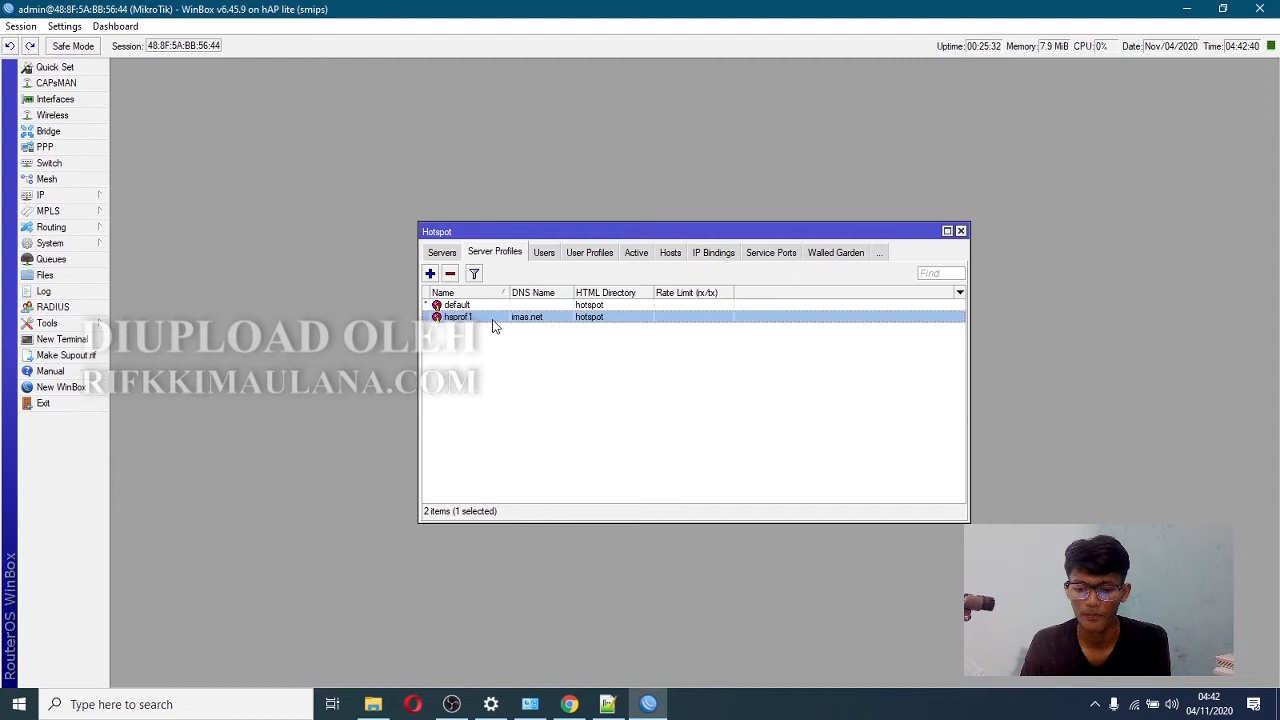 admin@48:8F:5A:BB:56:44 (MikroTik) - WinBox v6.45.9 on hAP lite (smips)
Session Settings Dashboard
Safe Mode Session: 48:8F:5A:BB:56:44 Uptime: 00:25:32 Memory: 7.9 MiB CPU: 0% Date: Nov/04/2020 Time: 04:42:40
Quick Set
CAPsMAN
Interfaces
Wireless
Bridge
PPP
Switch
Mesh
IP
MPLS
Routing
System
Queues
Files
Log
RADIUS
Tools
New Terminal
Make Supout.rif
Manual
New WinBox
Exit
RouterOS WinBox
DIUPLOAD OLEH
RIFKKIMAULANA.COM
Hotspot
Servers Server Profiles Users User Profiles Active Hosts IP Bindings Service Ports Walled Garden ...
Find
Name DNS Name HTML Directory Rate Limit (rx/tx)
* default hotspot
hsprof1 imas.net hotspot
2 items (1 selected)
Type here to search
04:42
04/11/2020